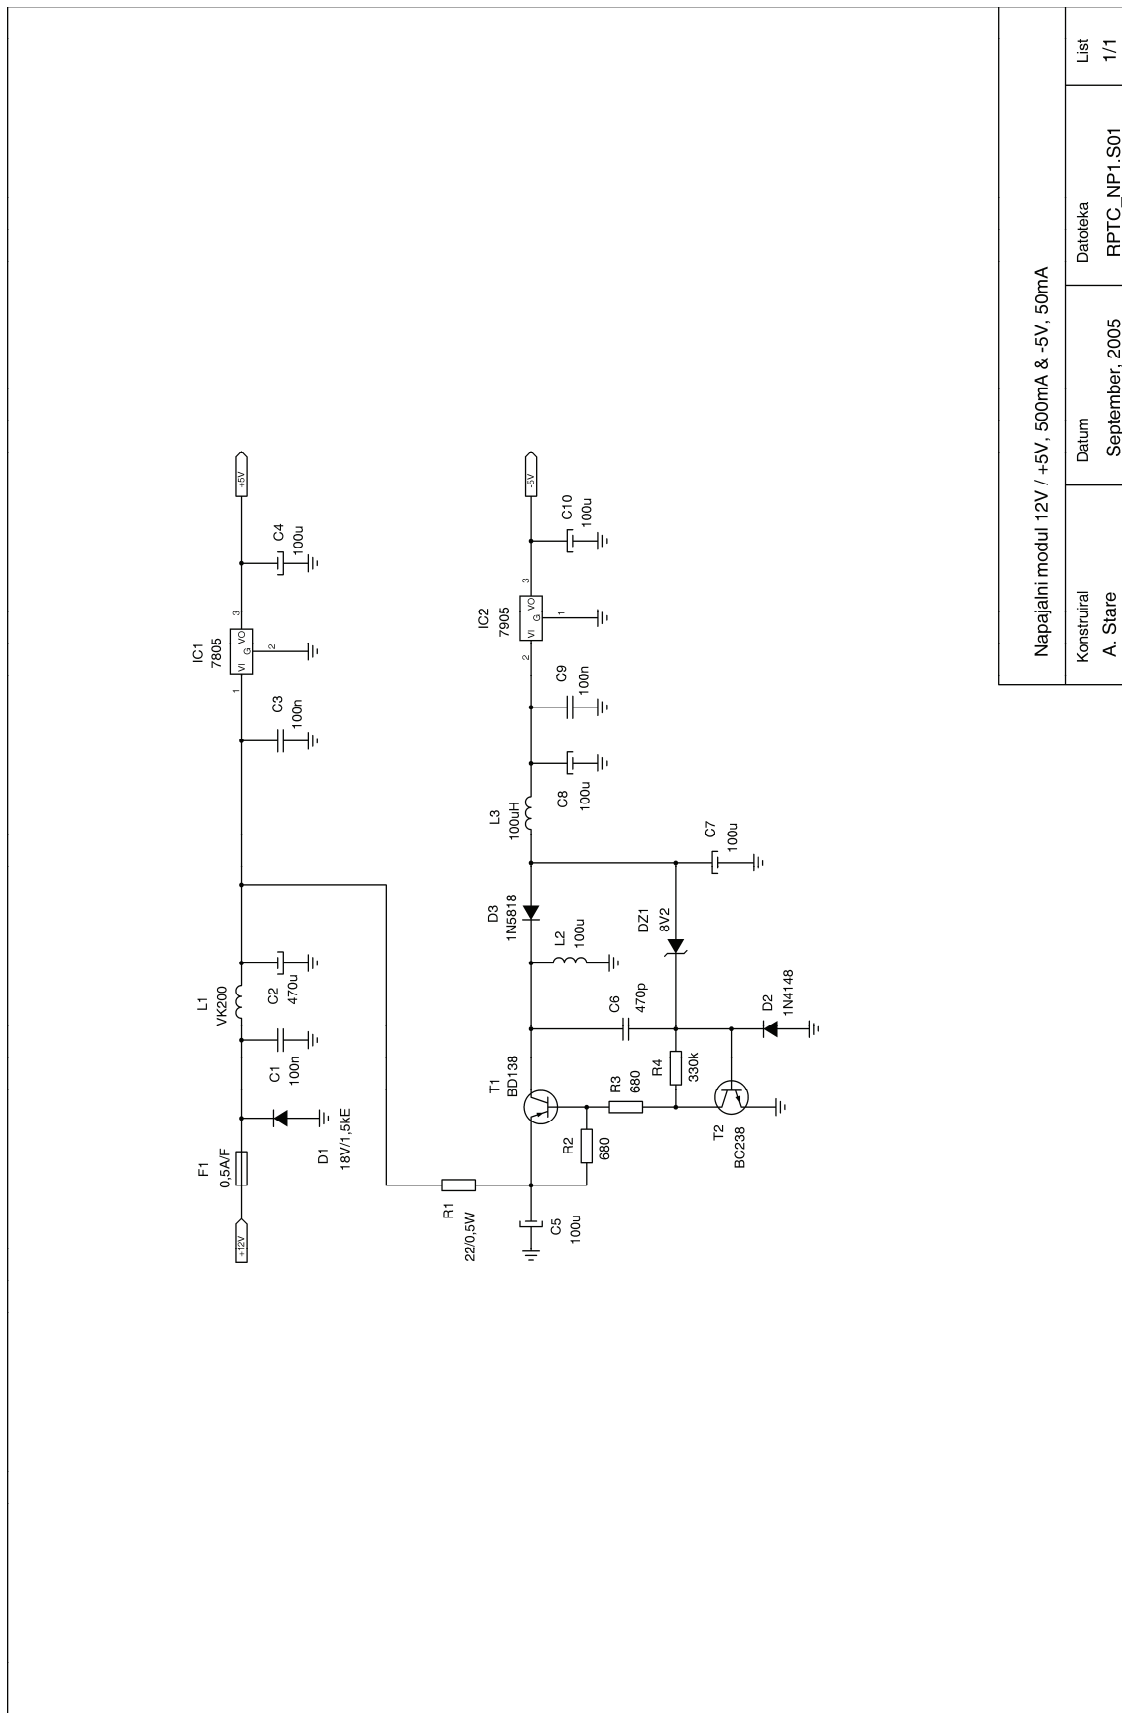 +12V
F1
0,5A/F
D1
18V/1,5kE
C1
100n
L1
VK200
C2
470u
C3
100n
IC1
7805
1
VI
G
VO
2
3
C4
100u
+5V
R1
22/0,5W
C5
100u
R2
680
T1
BD138
R3
680
R4
330k
T2
BC238
C6
470p
D2
1N4148
L2
100u
D3
1N5818
DZ1
8V2
C7
100u
L3
100uH
C8
100u
C9
100n
IC2
7905
2
VI
G
VO
1
3
C10
100u
-5V
Napajalni modul 12V / +5V, 500mA & -5V, 50mA
Konstruiral
A. Stare
Datum
September, 2005
Datoteka
RPTC_NP1.S01
List
1/1